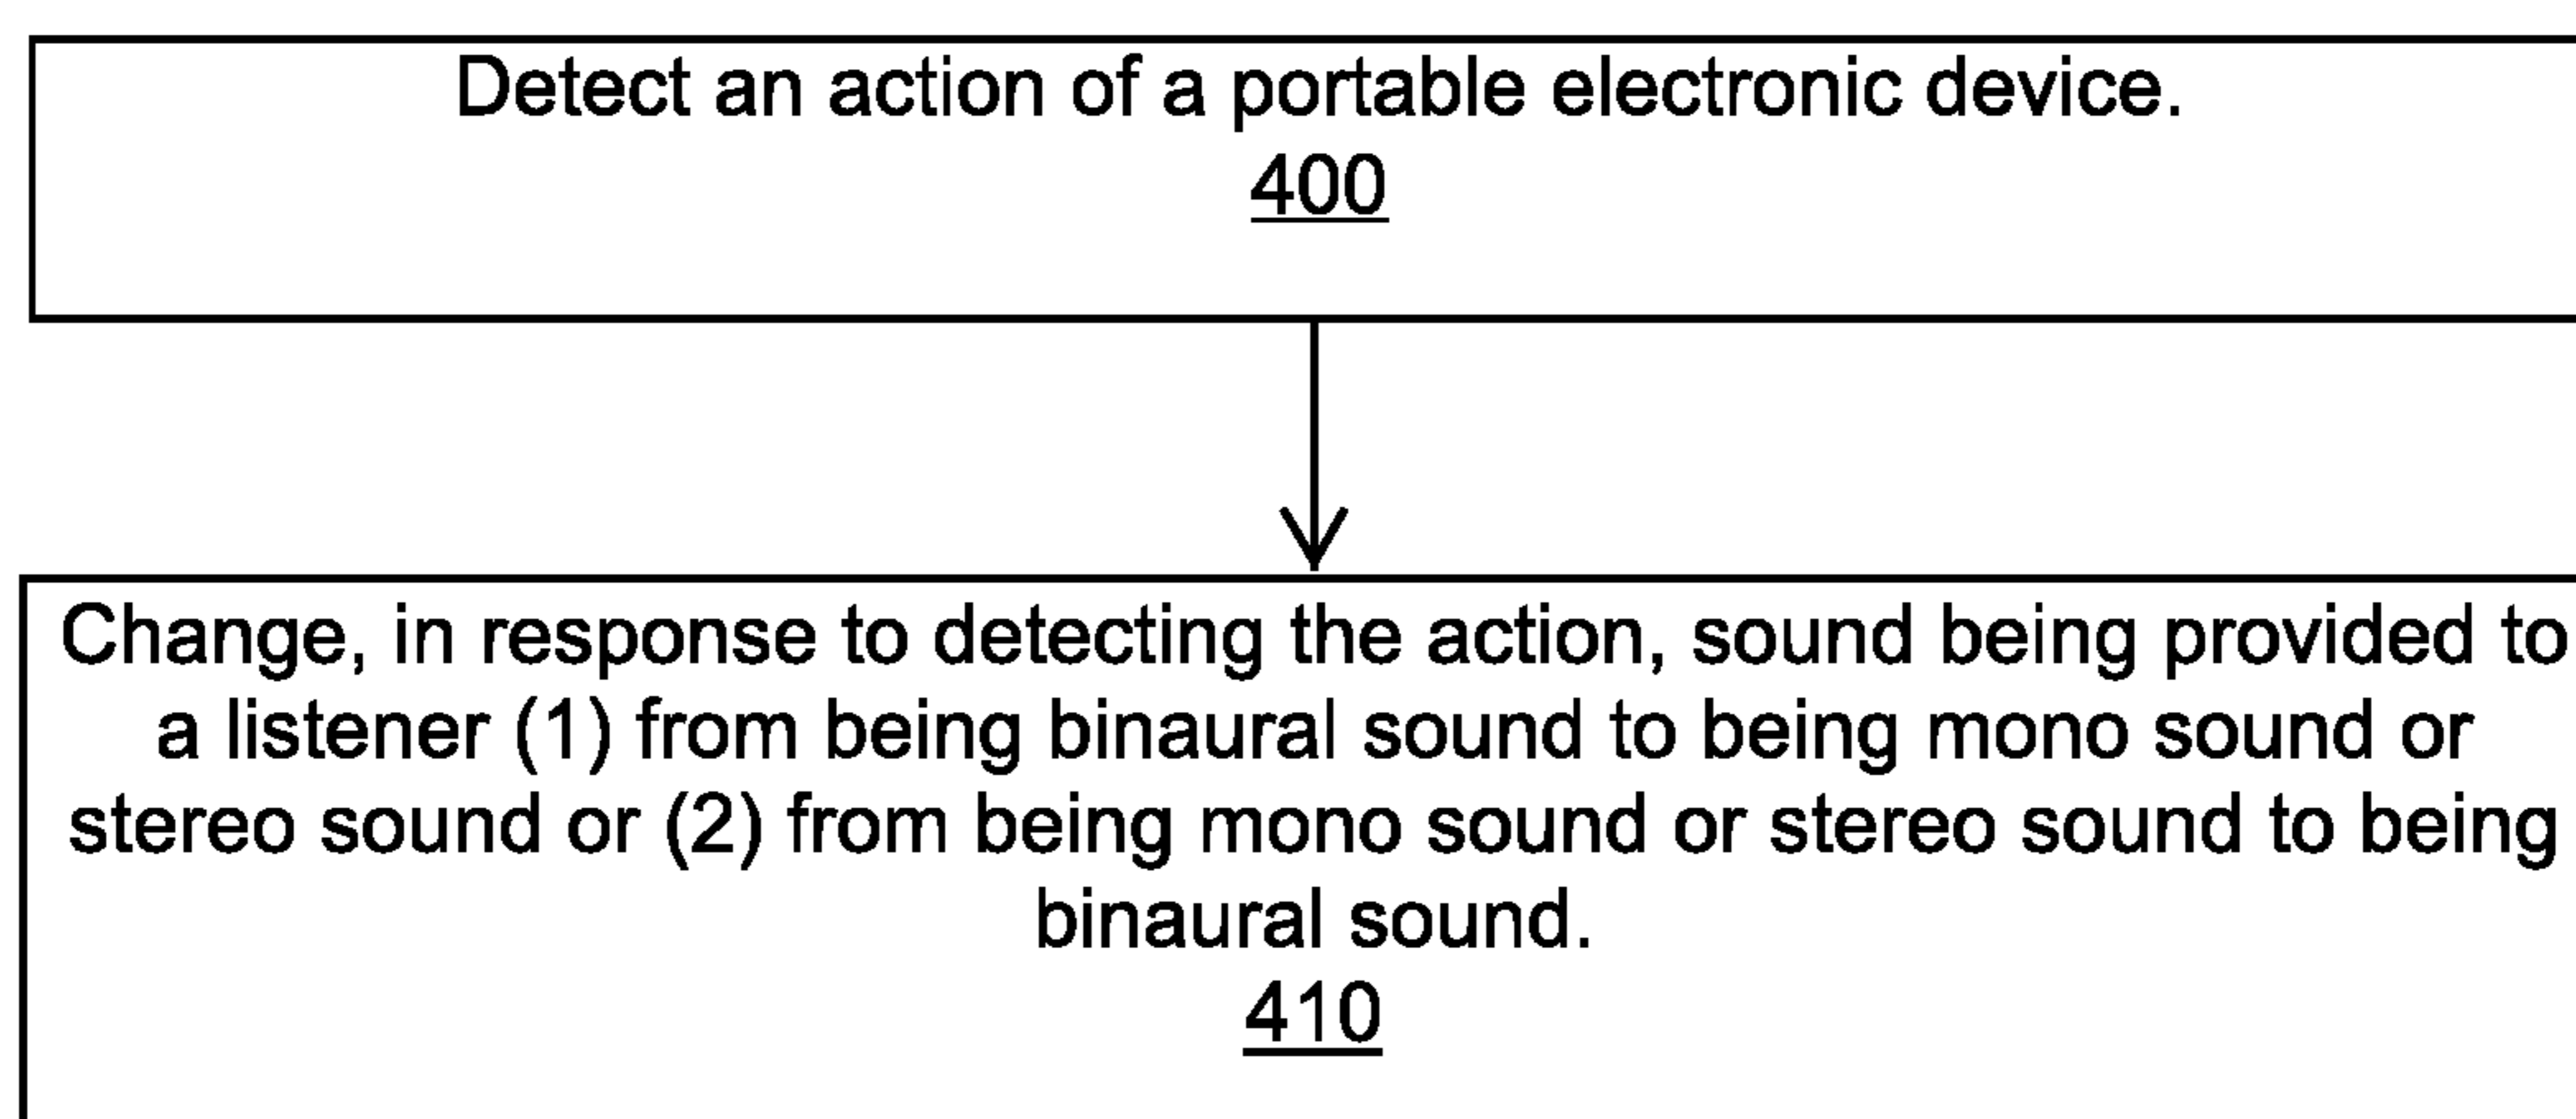 Detect an action of a portable electronic device.
400
Change, in response to detecting the action, sound being provided to
a listener (1) from being binaural sound to being mono sound or
stereo sound or (2) from being mono sound or stereo sound to being
binaural sound.
410